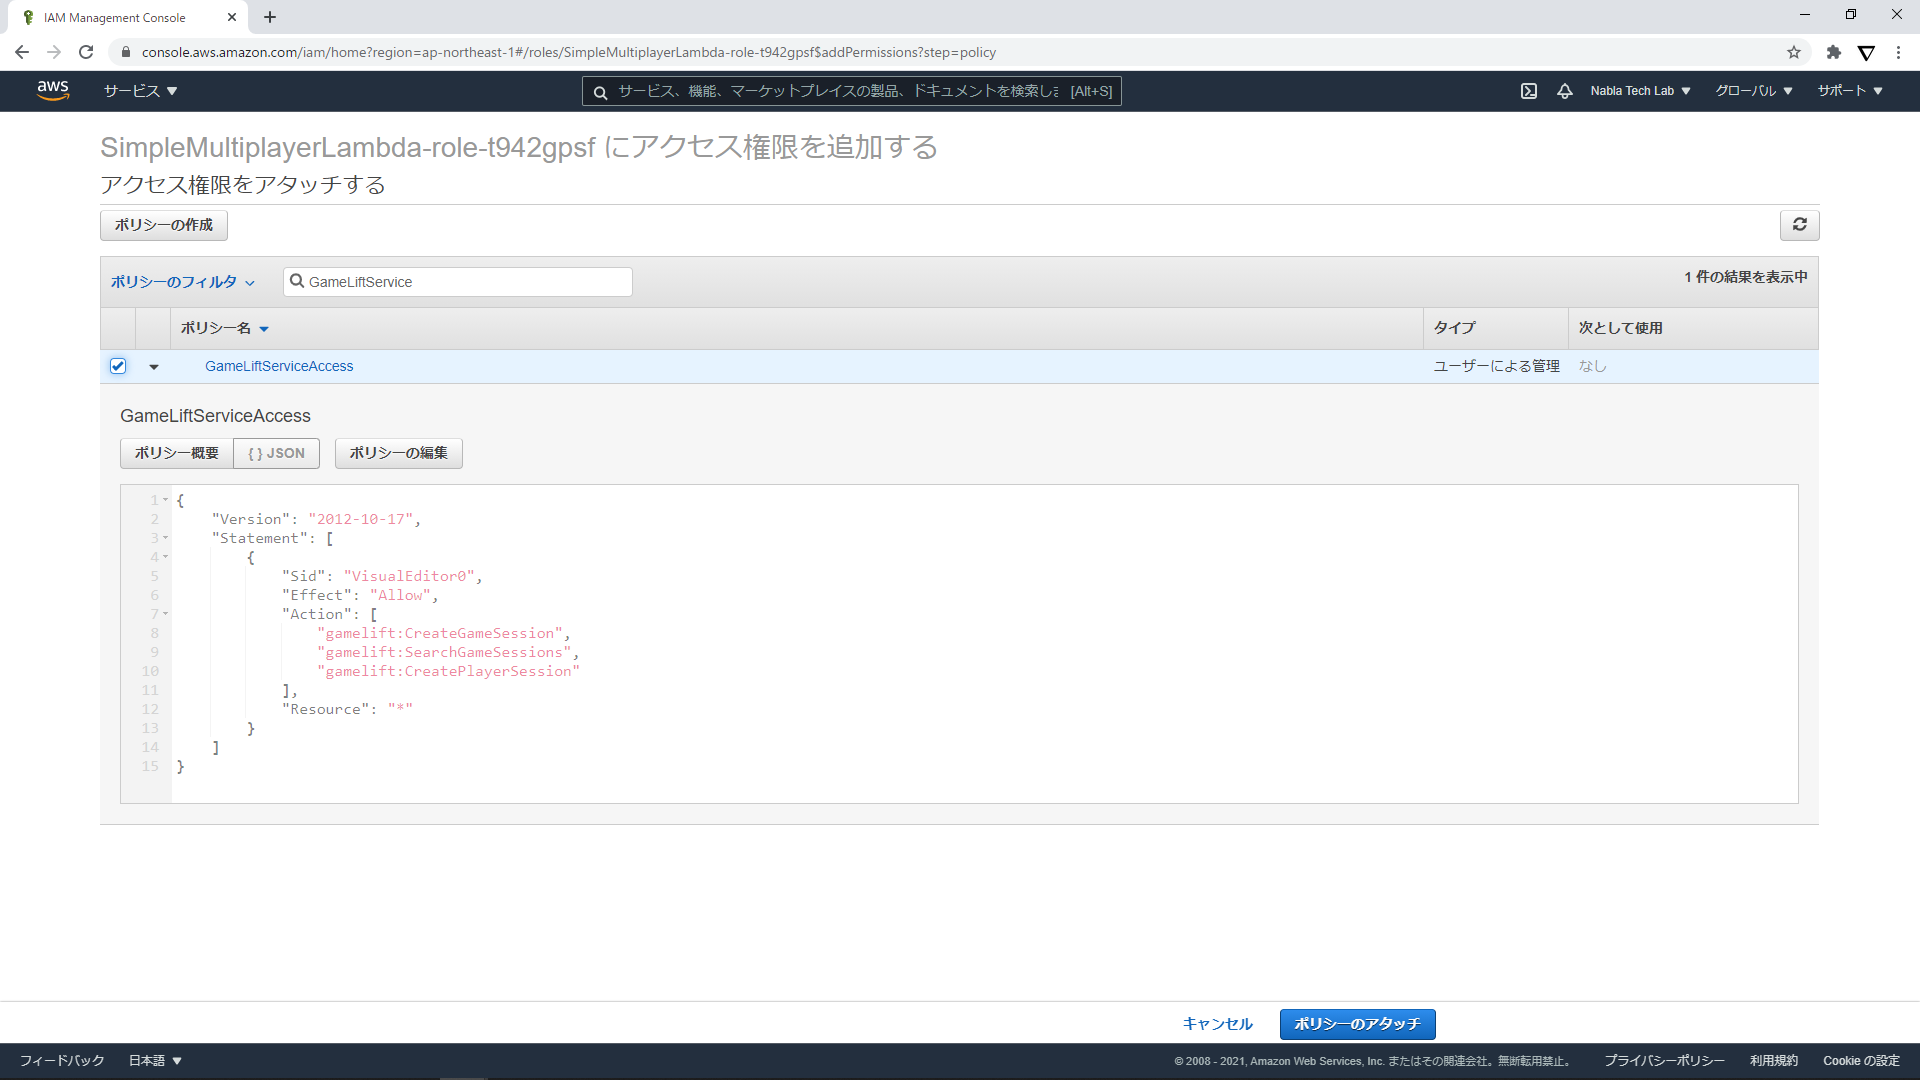 IAM Management Console
console.aws.amazon.com/iam/home?region=ap-northeast-1#/roles/SimpleMultiplayerLambda-role-t942gpsf$addPermissions?step=policy
aws サービス サービス、機能、マーケットプレイスの製品、ドキュメントを検索しま [Alt+S] Nabla Tech Lab グローバル サポート
SimpleMultiplayerLambda-role-t942gpsf にアクセス権限を追加する
アクセス権限をアタッチする
ポリシーの作成
ポリシーのフィルタ GameLiftService 1 件の結果を表示中
ポリシー名 タイプ 次として使用
GameLiftServiceAccess ユーザーによる管理 なし
GameLiftServiceAccess
ポリシー概要 { } JSON ポリシーの編集
1 {
2 "Version": "2012-10-17",
3 "Statement": [
4 {
5 "Sid": "VisualEditor0",
6 "Effect": "Allow",
7 "Action": [
8 "gamelift:CreateGameSession",
9 "gamelift:SearchGameSessions",
10 "gamelift:CreatePlayerSession"
11 ],
12 "Resource": "*"
13 }
14 ]
15 }
キャンセル ポリシーのアタッチ
フィードバック 日本語 © 2008 - 2021, Amazon Web Services, Inc. またはその関連会社。無断転用禁止。 プライバシーポリシー 利用規約 Cookie の設定